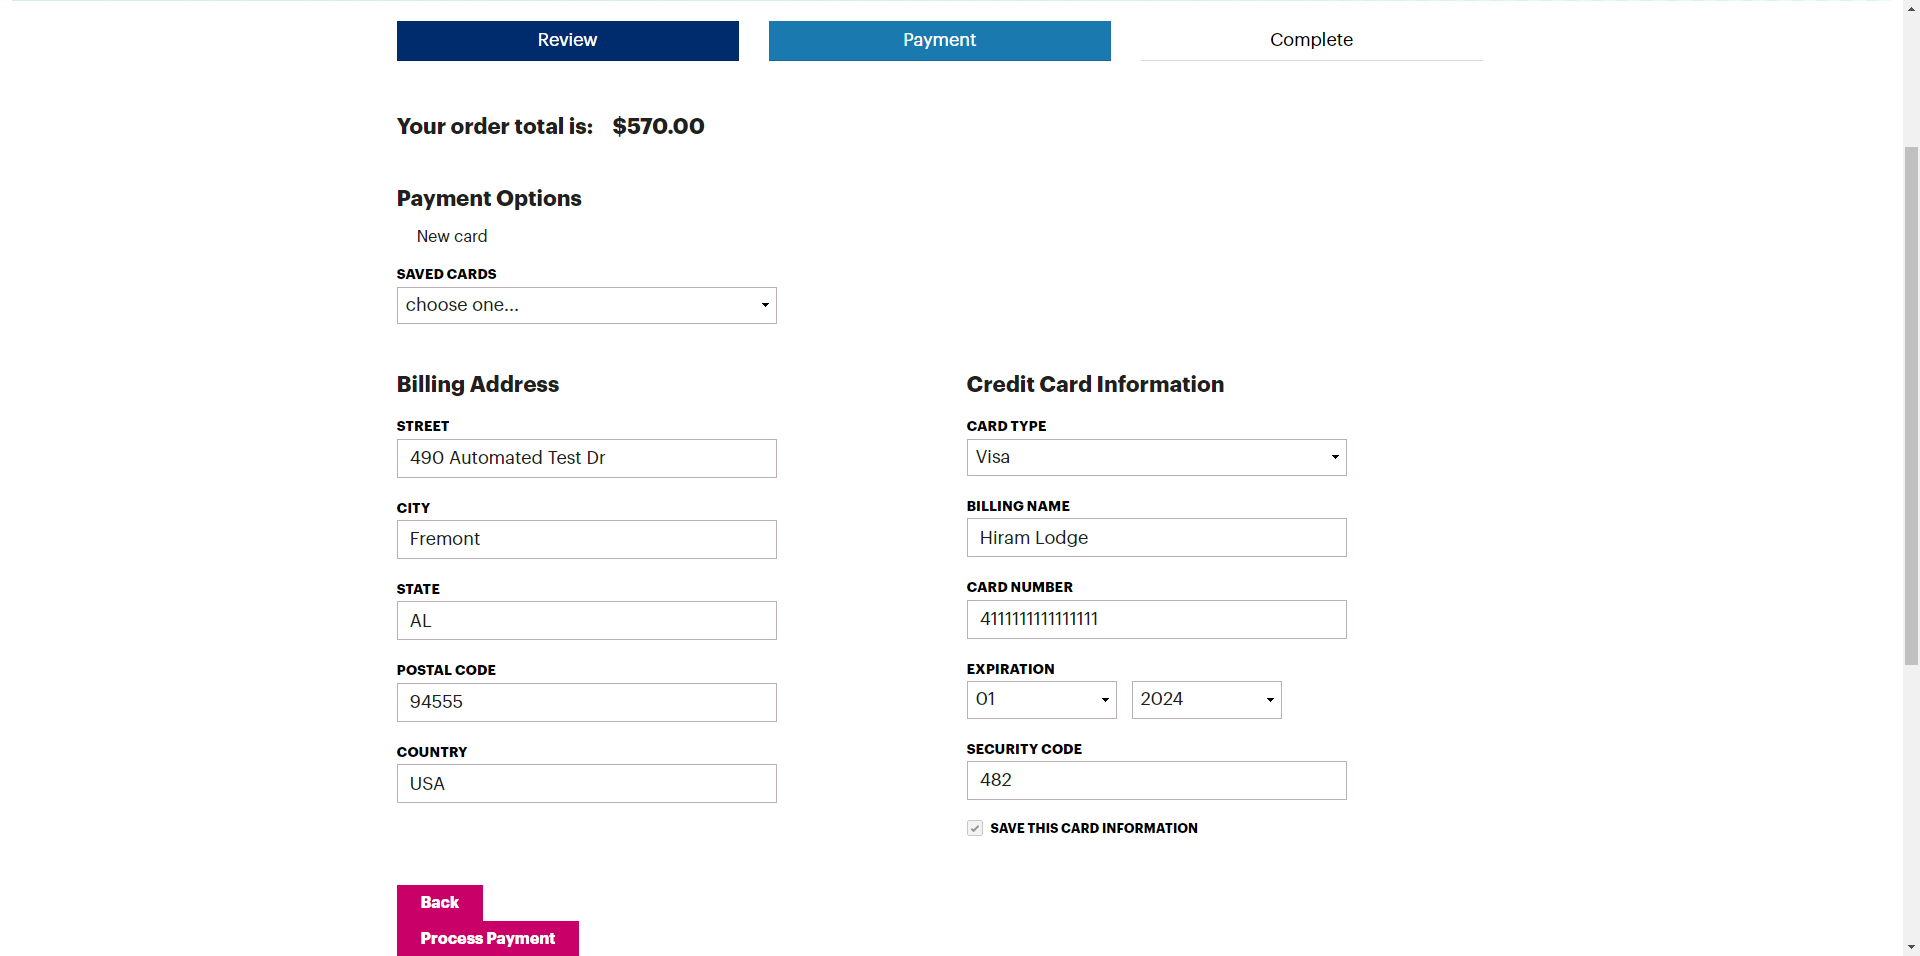 Review Payment Complete
Your order total is: $570.00
Payment Options
New card
SAVED CARDS
choose one...
Billing Address
STREET
490 Automated Test Dr
CITY
Fremont
STATE
AL
POSTAL CODE
94555
COUNTRY
USA
Credit Card Information
CARD TYPE
Visa
BILLING NAME
Hiram Lodge
CARD NUMBER
4111111111111111
EXPIRATION
01 2024
SECURITY CODE
482
SAVE THIS CARD INFORMATION
Back
Process Payment